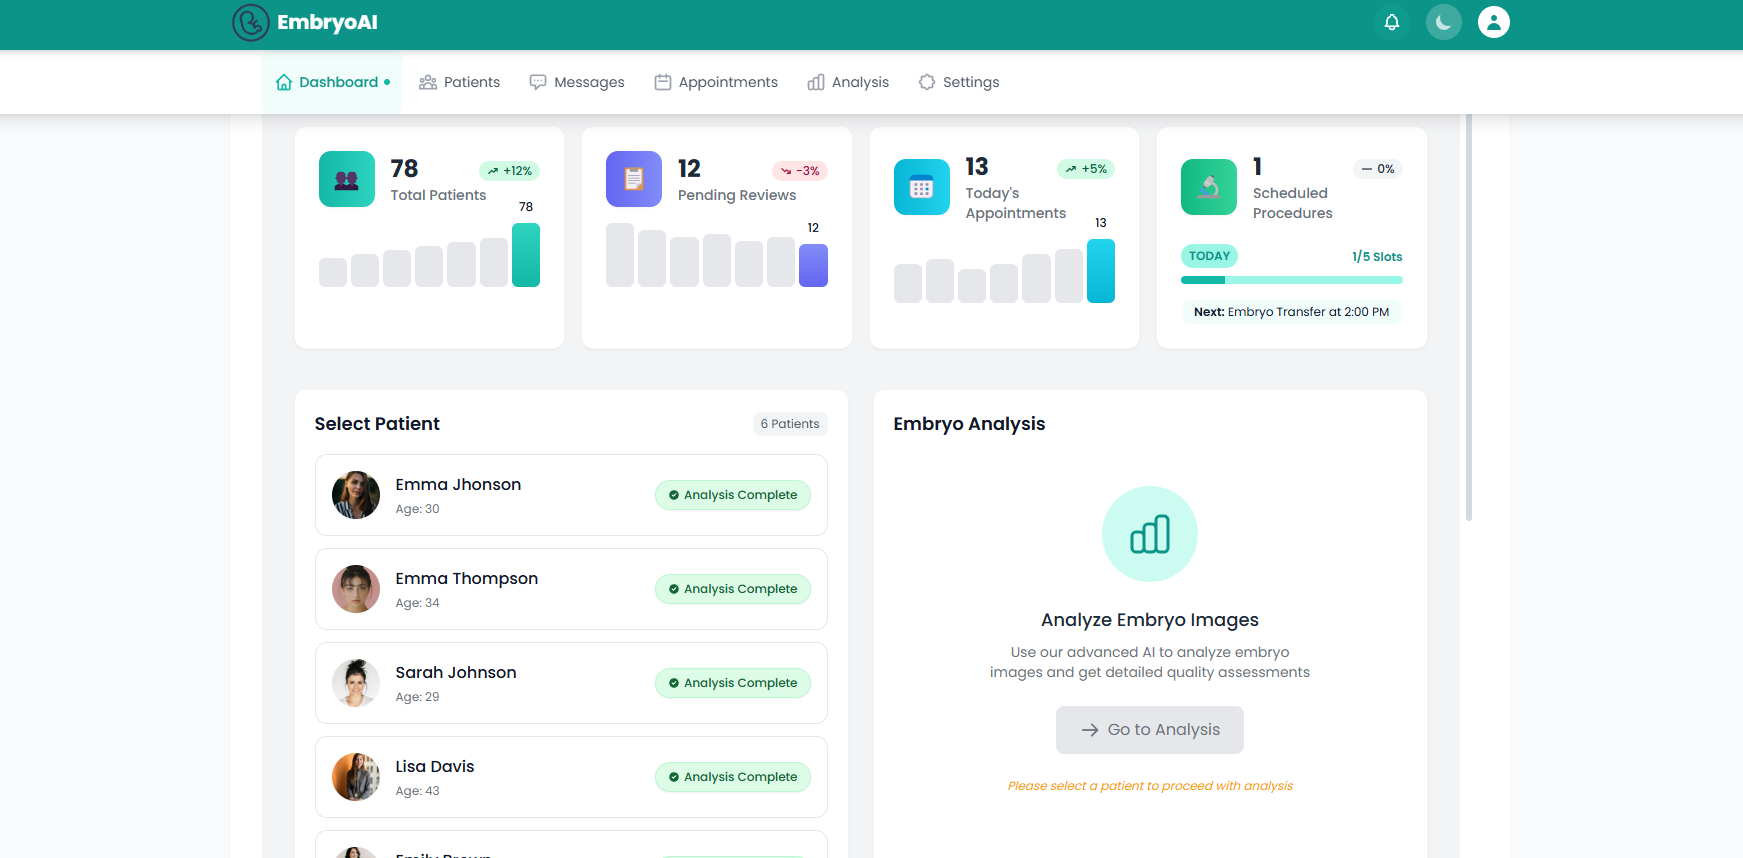 EmbryoAI
Dashboard
Patients
Messages
Appointments
Analysis
Settings
78
+12%
Total Patients
78
12
-3%
Pending Reviews
12
13
+5%
Today's
Appointments
13
1
0%
Scheduled
Procedures
TODAY
1/5 Slots
Next: Embryo Transfer at 2:00 PM
Select Patient
6 Patients
Emma Jhonson
Age: 30
Analysis Complete
Emma Thompson
Age: 34
Analysis Complete
Sarah Johnson
Age: 29
Analysis Complete
Lisa Davis
Age: 43
Analysis Complete
Embryo Analysis
Analyze Embryo Images
Use our advanced AI to analyze embryo
images and get detailed quality assessments
Go to Analysis
Please select a patient to proceed with analysis